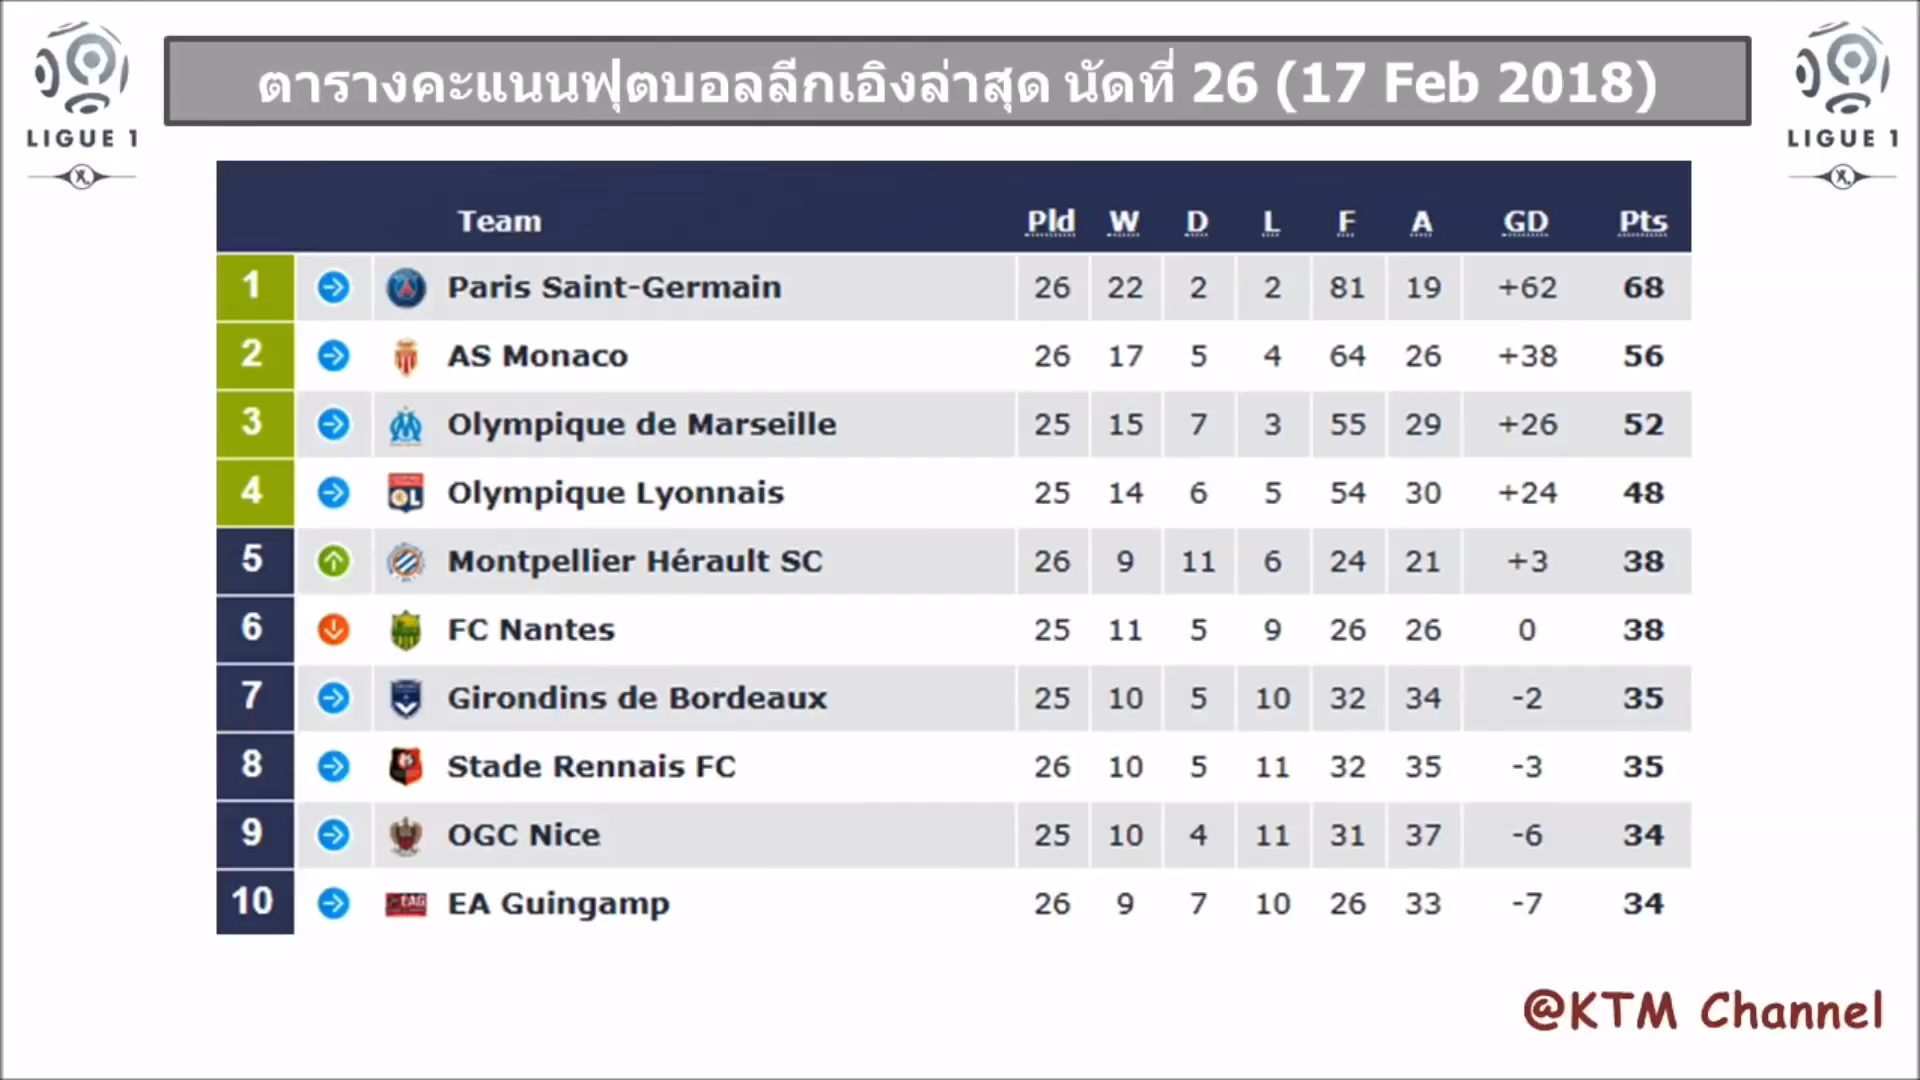 LIGUE 1
ตารางคะแนนฟุตบอลลีกเอิงล่าสุด นัดที่ 26 (17 Feb 2018)
LIGUE 1
Team Pld W D L F A GD Pts
1 Paris Saint-Germain 26 22 2 2 81 19 +62 68
2 AS Monaco 26 17 5 4 64 26 +38 56
3 Olympique de Marseille 25 15 7 3 55 29 +26 52
4 OL Olympique Lyonnais 25 14 6 5 54 30 +24 48
5 Montpellier Hérault SC 26 9 11 6 24 21 +3 38
6 FC Nantes 25 11 5 9 26 26 0 38
7 Girondins de Bordeaux 25 10 5 10 32 34 -2 35
8 Stade Rennais FC 26 10 5 11 32 35 -3 35
9 OGC Nice 25 10 4 11 31 37 -6 34
10 EAG EA Guingamp 26 9 7 10 26 33 -7 34
@KTM Channel